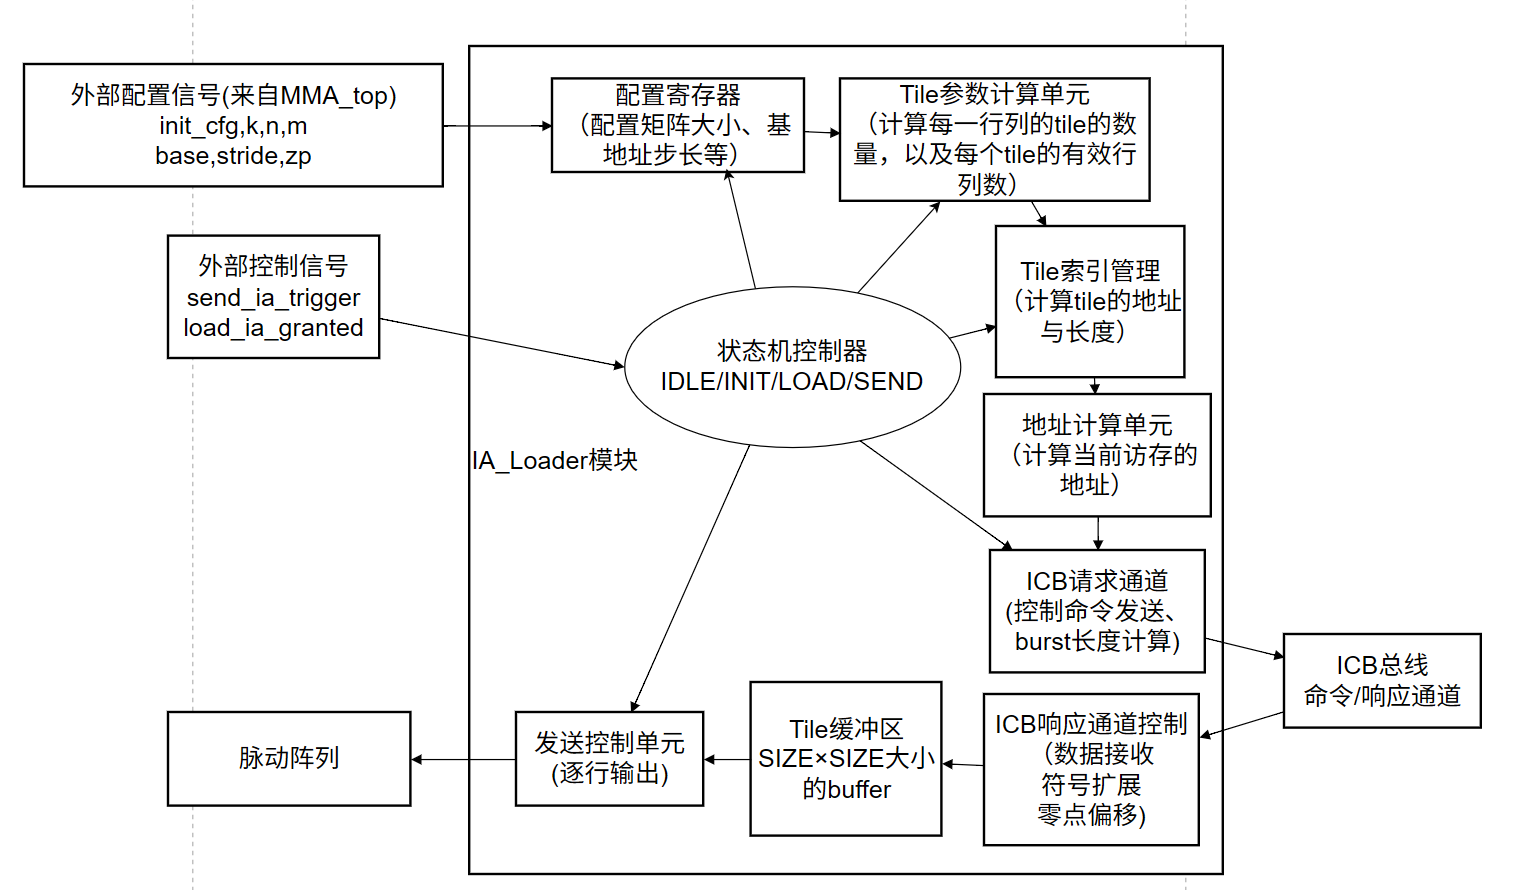 外部配置信号(来自MMA_top)
init_cfg,k,n,m
base,stride,zp
配置寄存器
（配置矩阵大小、基
地址步长等）
Tile参数计算单元
（计算每一行列的tile的数
量，以及每个tile的有效行
列数）
外部控制信号
send_ia_trigger
load_ia_granted
Tile索引管理
（计算tile的地址
与长度）
状态机控制器
IDLE/INIT/LOAD/SEND
地址计算单元
（计算当前访存的
地址）
IA_Loader模块
ICB请求通道
(控制命令发送、
burst长度计算)
ICB总线
命令/响应通道
ICB响应通道控制
（数据接收
符号扩展
零点偏移)
Tile缓冲区
SIZE×SIZE大小
的buffer
发送控制单元
(逐行输出)
脉动阵列